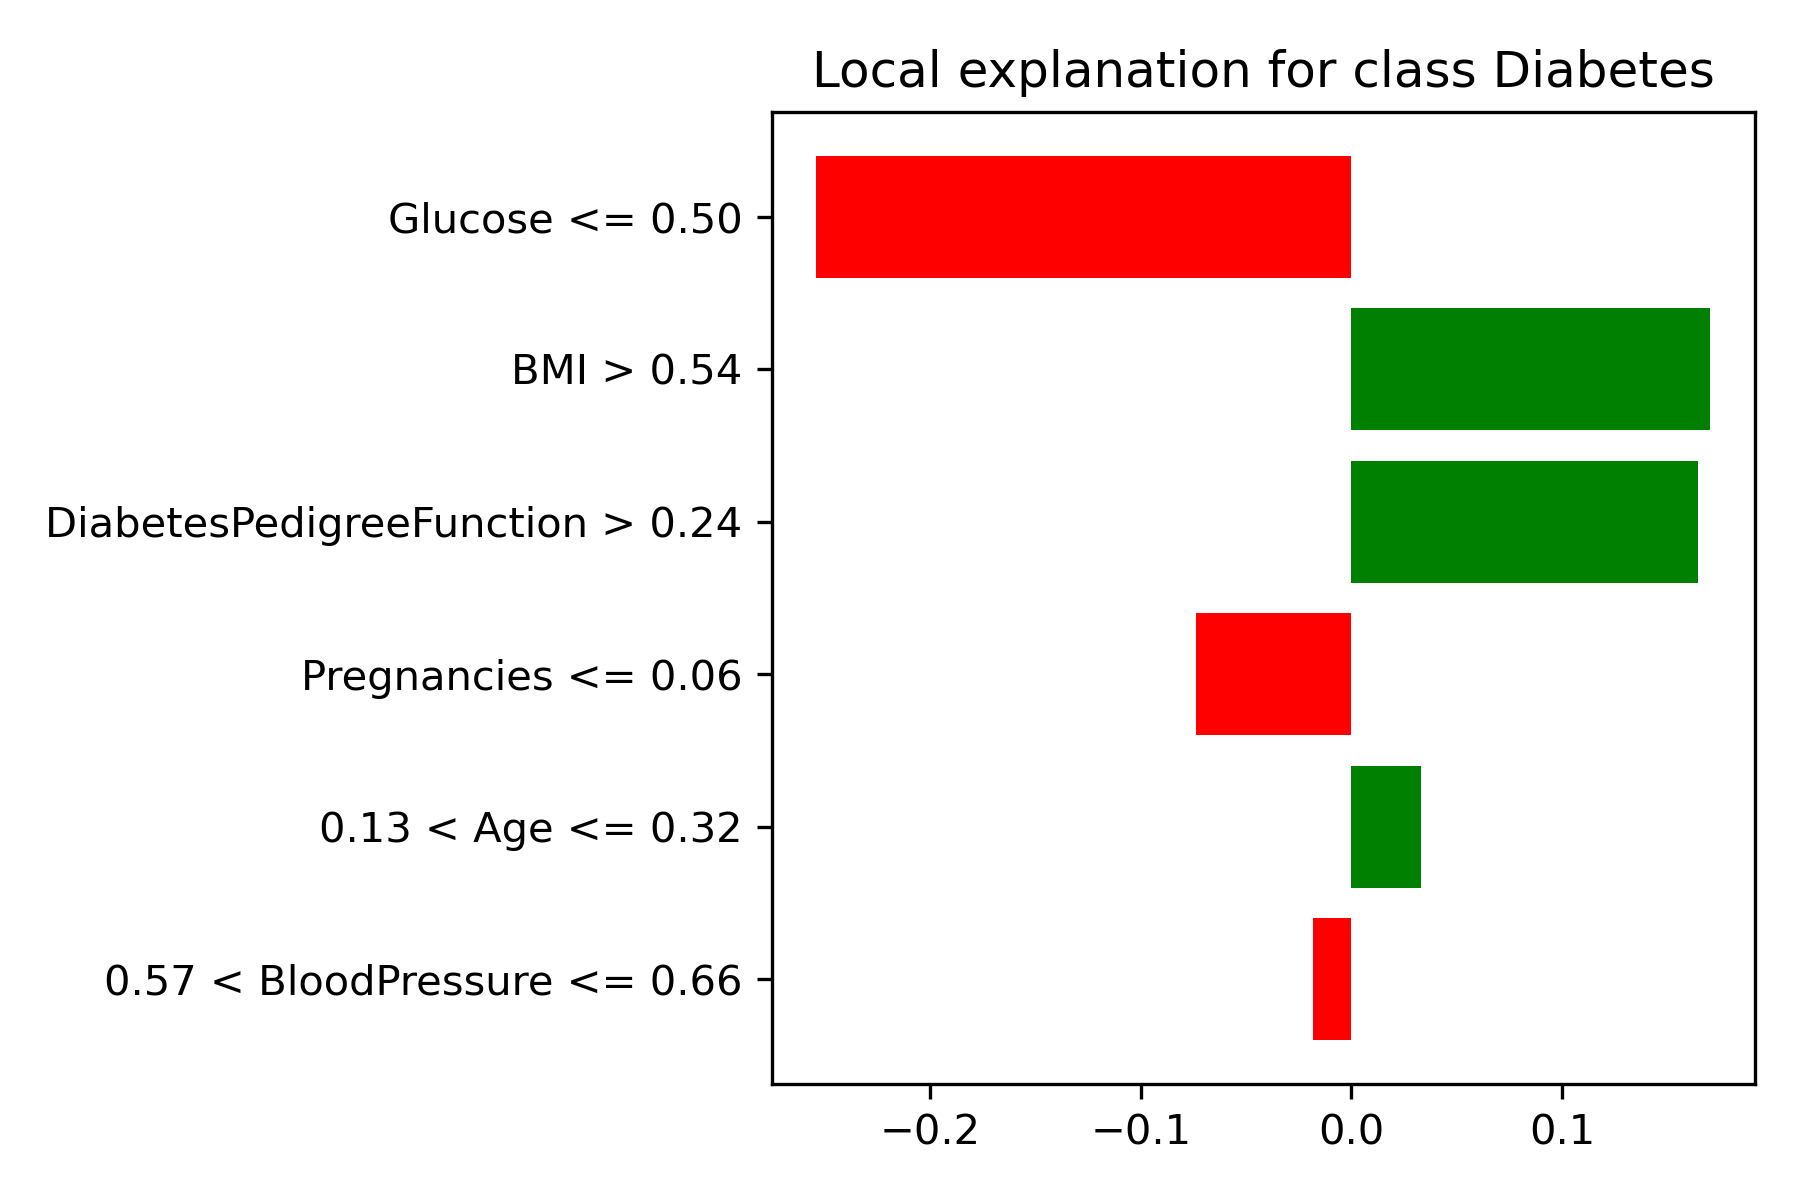 Local explanation for class Diabetes
Glucose <= 0.50
BMI > 0.54
DiabetesPedigreeFunction > 0.24
Pregnancies <= 0.06
0.13 < Age <= 0.32
0.57 < BloodPressure <= 0.66
−0.2 −0.1 0.0 0.1